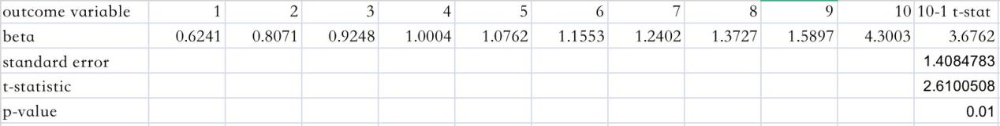 outcome variable 1 2 3 4 5 6 7 8 9 10 10-1 t-stat
beta 0.6241 0.8071 0.9248 1.0004 1.0762 1.1553 1.2402 1.3727 1.5897 4.3003 3.6762
standard error 1.4084783
t-statistic 2.6100508
p-value 0.01